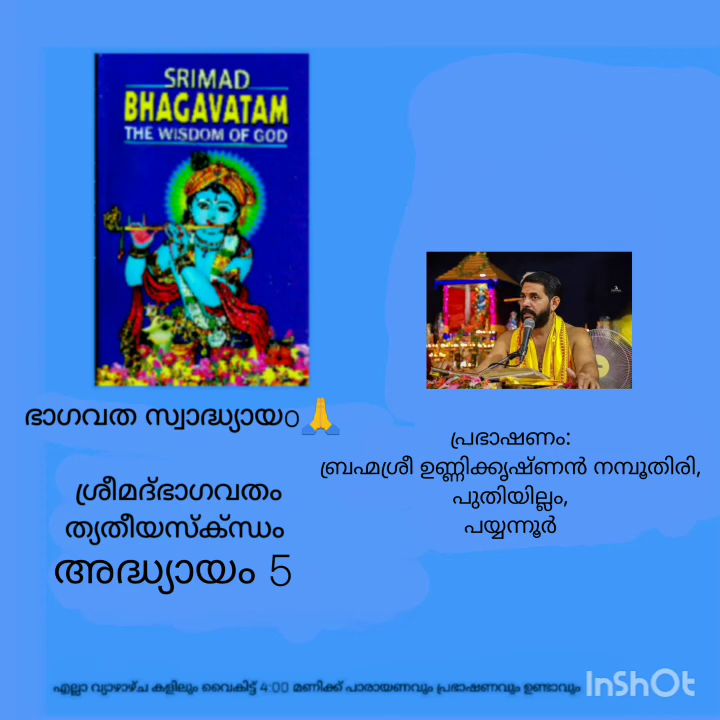 SRIMAD
BHAGAVATAM
THE WISDOM OF GOD
ഭാഗവത സ്വാദ്ധ്യായംo🙏
ശ്രീമദ്ഭാഗവതം
ത്യതീയസ്ക്ന്ധം
അദ്ധ്യായം 5
പ്രഭാഷണം:
ബ്രഹ്മശ്രീ ഉണ്ണിക്കൃഷ്ണൻ നമ്പൂതിരി,
പുതിയില്ലം,
പയ്യന്നൂർ
എല്ലാ വ്യാഴാഴ്ച കളിലും വൈകിട്ട് 4:00 മണിക്ക് പാരായണവും പ്രഭാഷണവും ഉണ്ടാവും
InShOt